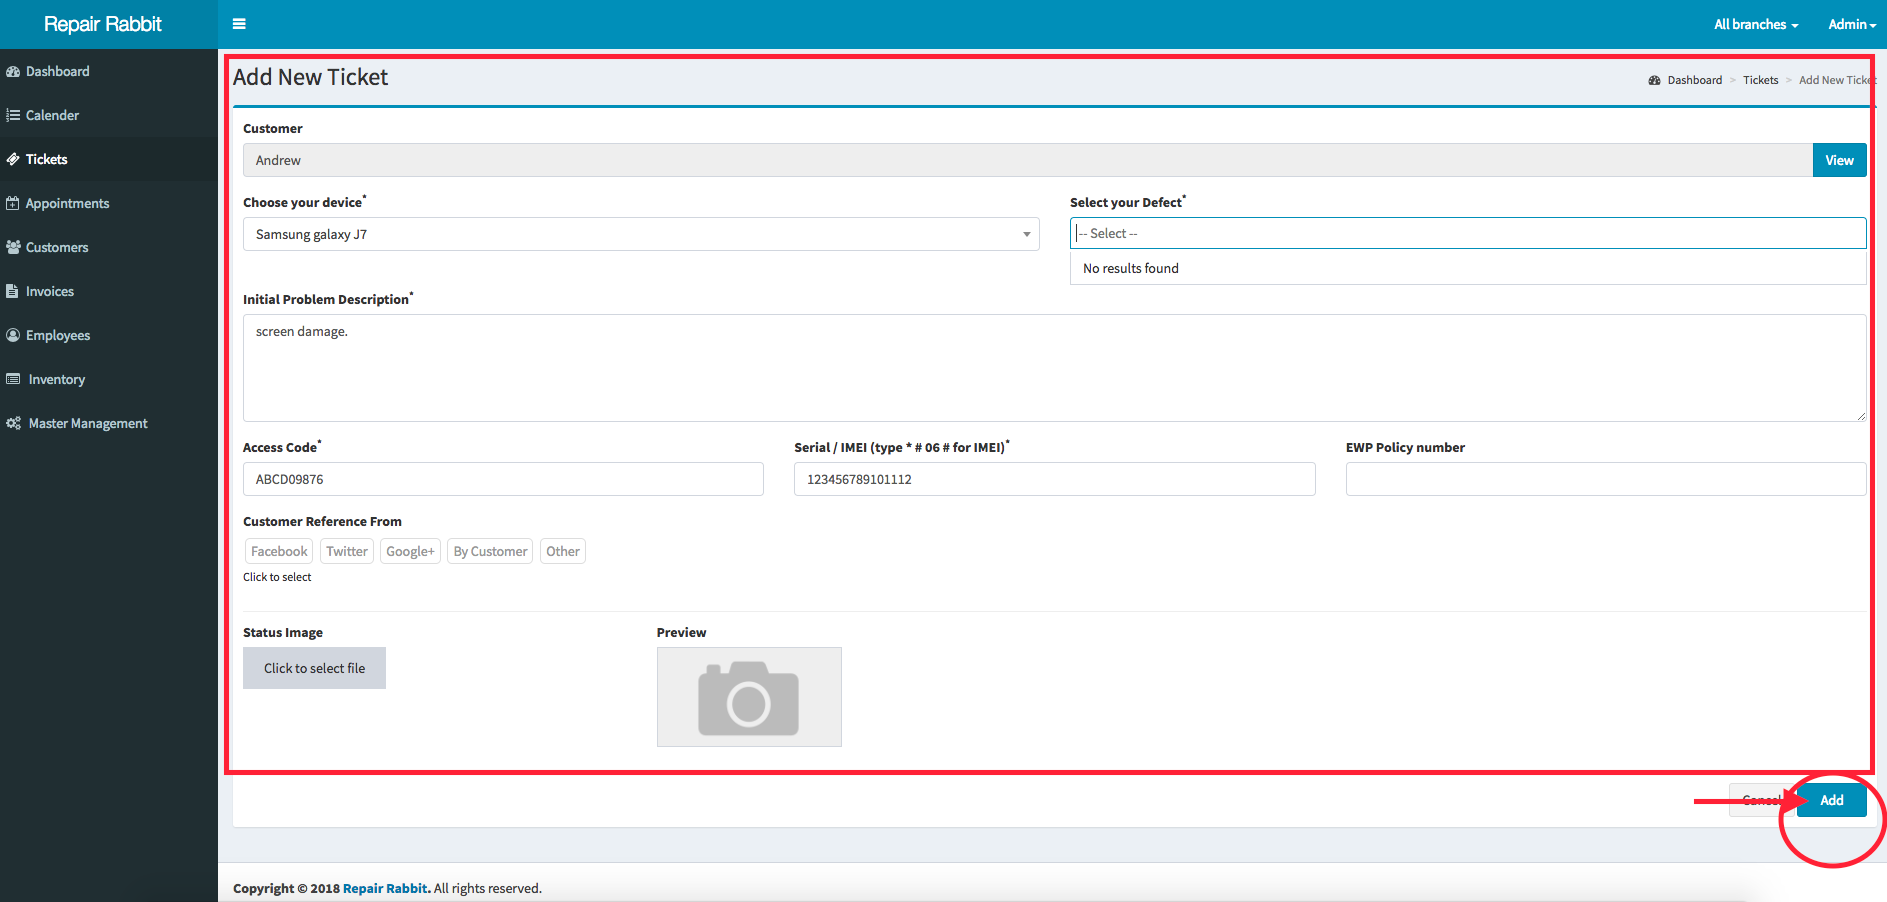 Repair Rabbit
All branches
Admin
Dashboard
Calender
Tickets
Appointments
Customers
Invoices
Employees
Inventory
Master Management
Add New Ticket
Dashboard > Tickets > Add New Ticket
Customer
Andrew
View
Choose your device*
Select your Defect*
Samsung galaxy J7
-- Select --
No results found
Initial Problem Description*
screen damage.
Access Code*
Serial / IMEI (type * # 06 # for IMEI)*
EWP Policy number
ABCD09876
123456789101112
Customer Reference From
Facebook Twitter Google+ By Customer Other
Click to select
Status Image
Preview
Click to select file
Cancel
Add
Copyright © 2018 Repair Rabbit. All rights reserved.